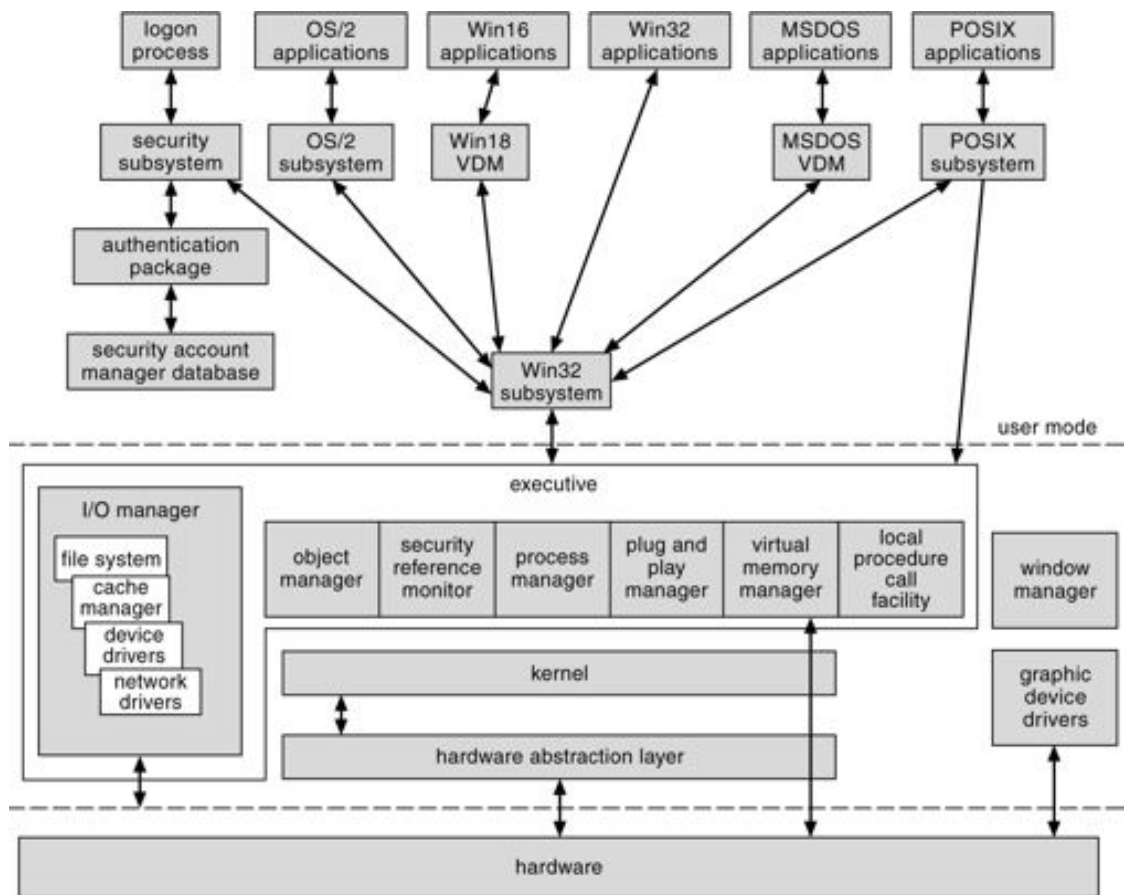 logon
process
OS/2
applications
Win16
applications
Win32
applications
MSDOS
applications
POSIX
applications
security
subsystem
OS/2
subsystem
Win18
VDM
MSDOS
VDM
POSIX
subsystem
authentication
package
security account
manager database
Win32
subsystem
user mode
executive
I/O manager
file system
cache
manager
device
drivers
network
drivers
object
manager
security
reference
monitor
process
manager
plug and
play
manager
virtual
memory
manager
local
procedure
call
facility
window
manager
kernel
graphic
device
drivers
hardware abstraction layer
hardware